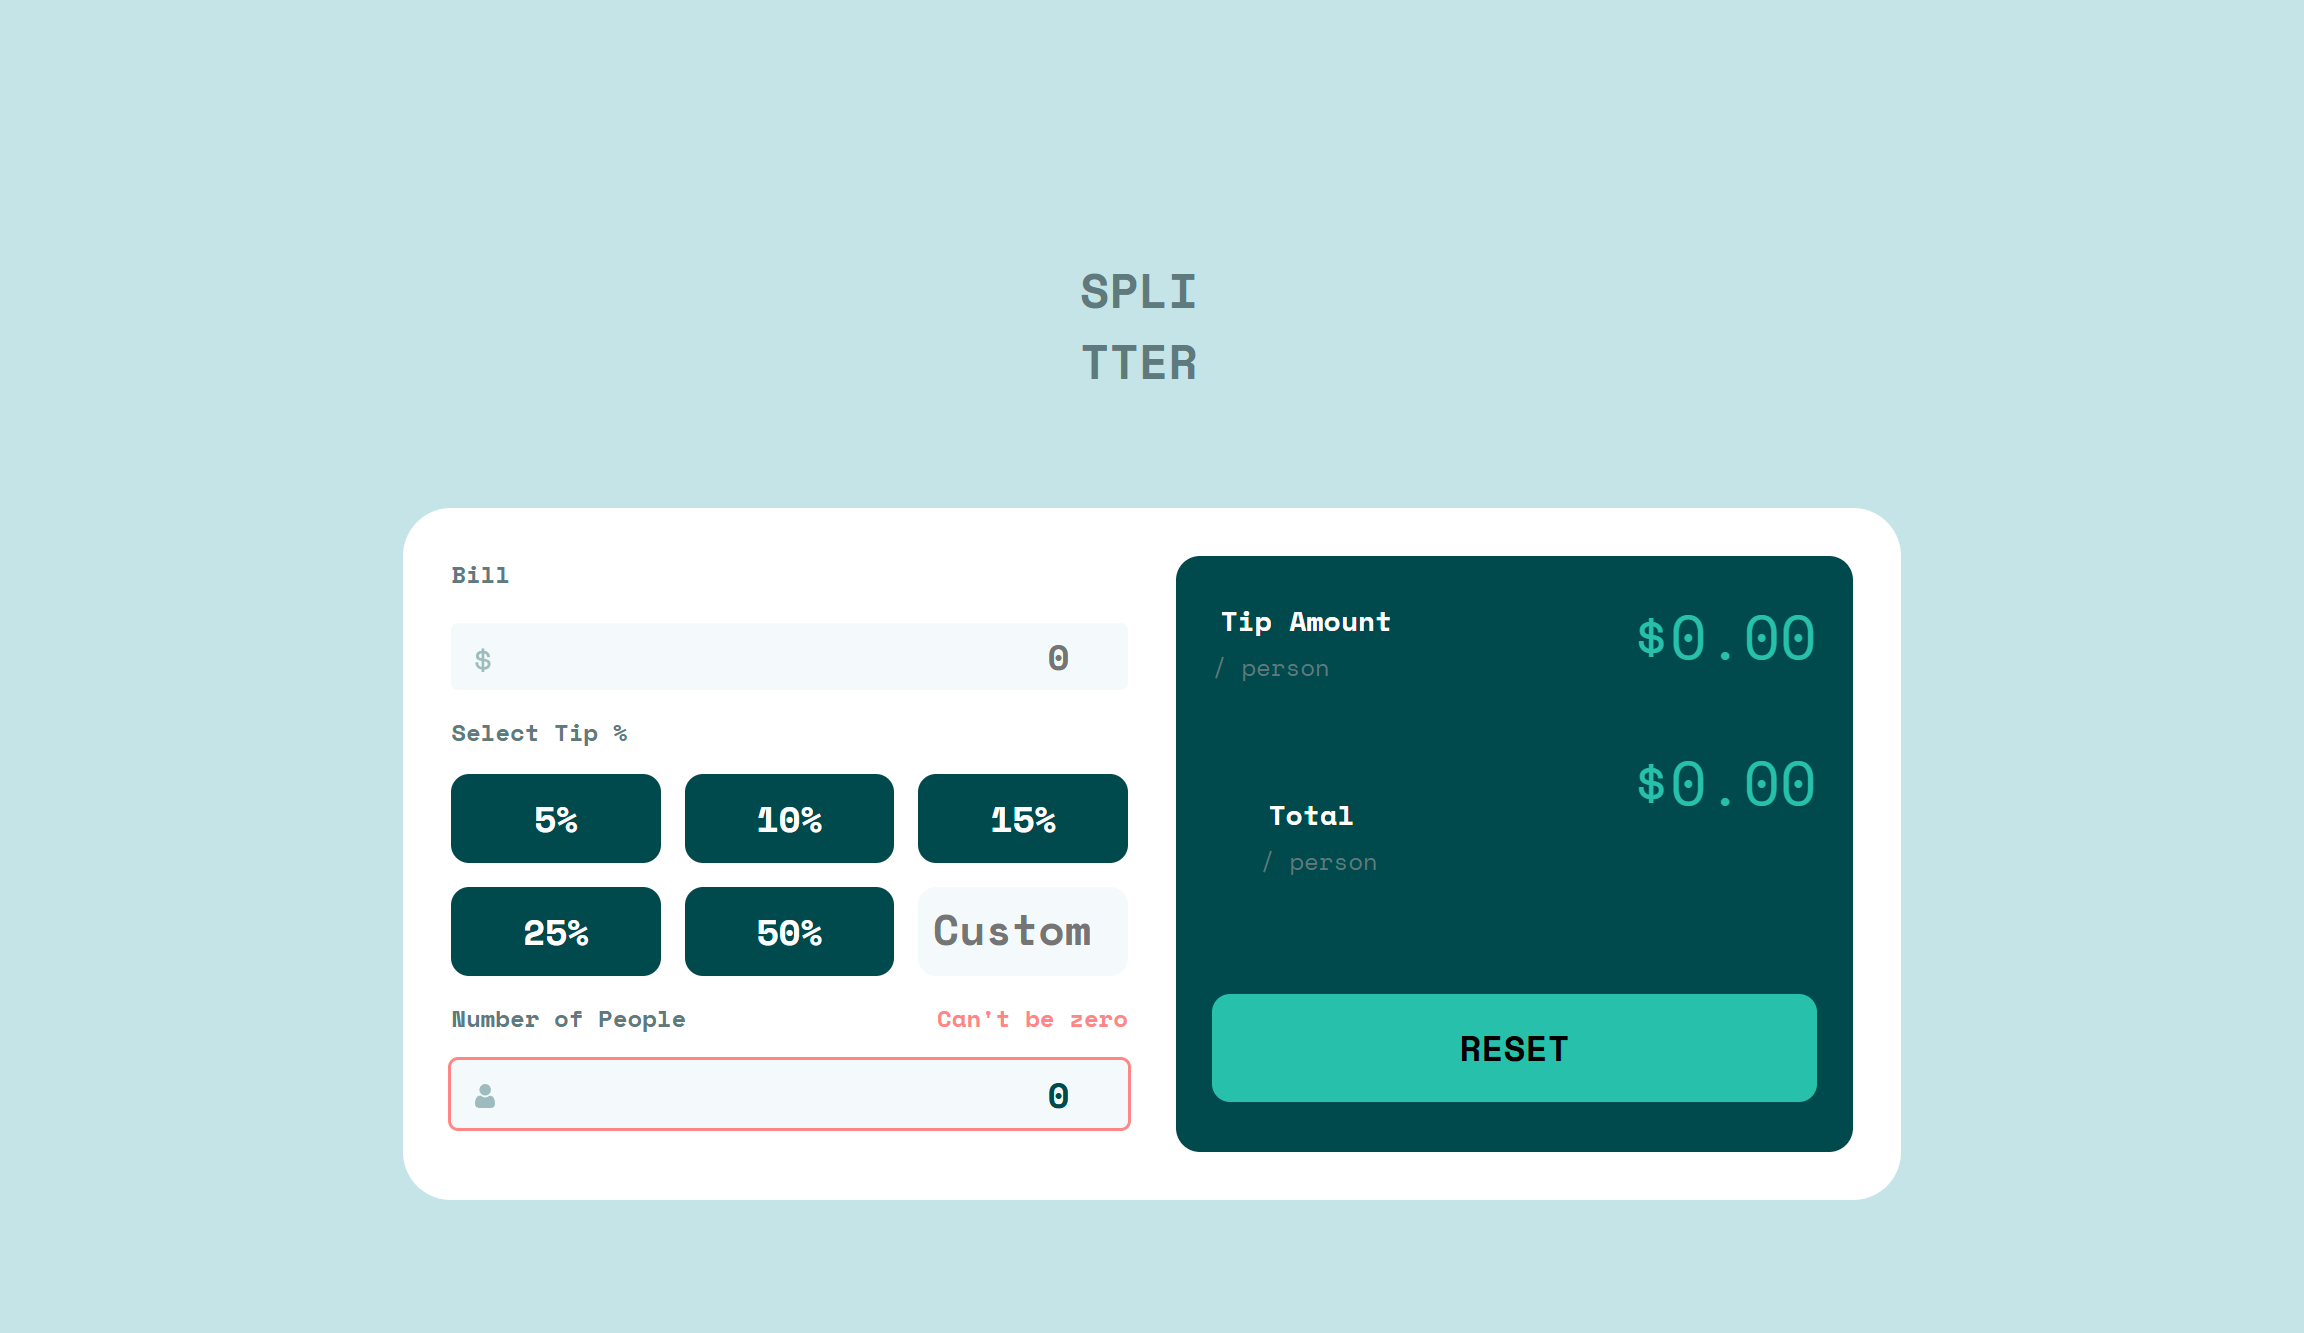 SPLI
TTER
Bill
$ 0
Select Tip %
5% 10% 15%
25% 50% Custom
Number of People Can't be zero
0
Tip Amount $0.00
/ person
Total $0.00
/ person
RESET